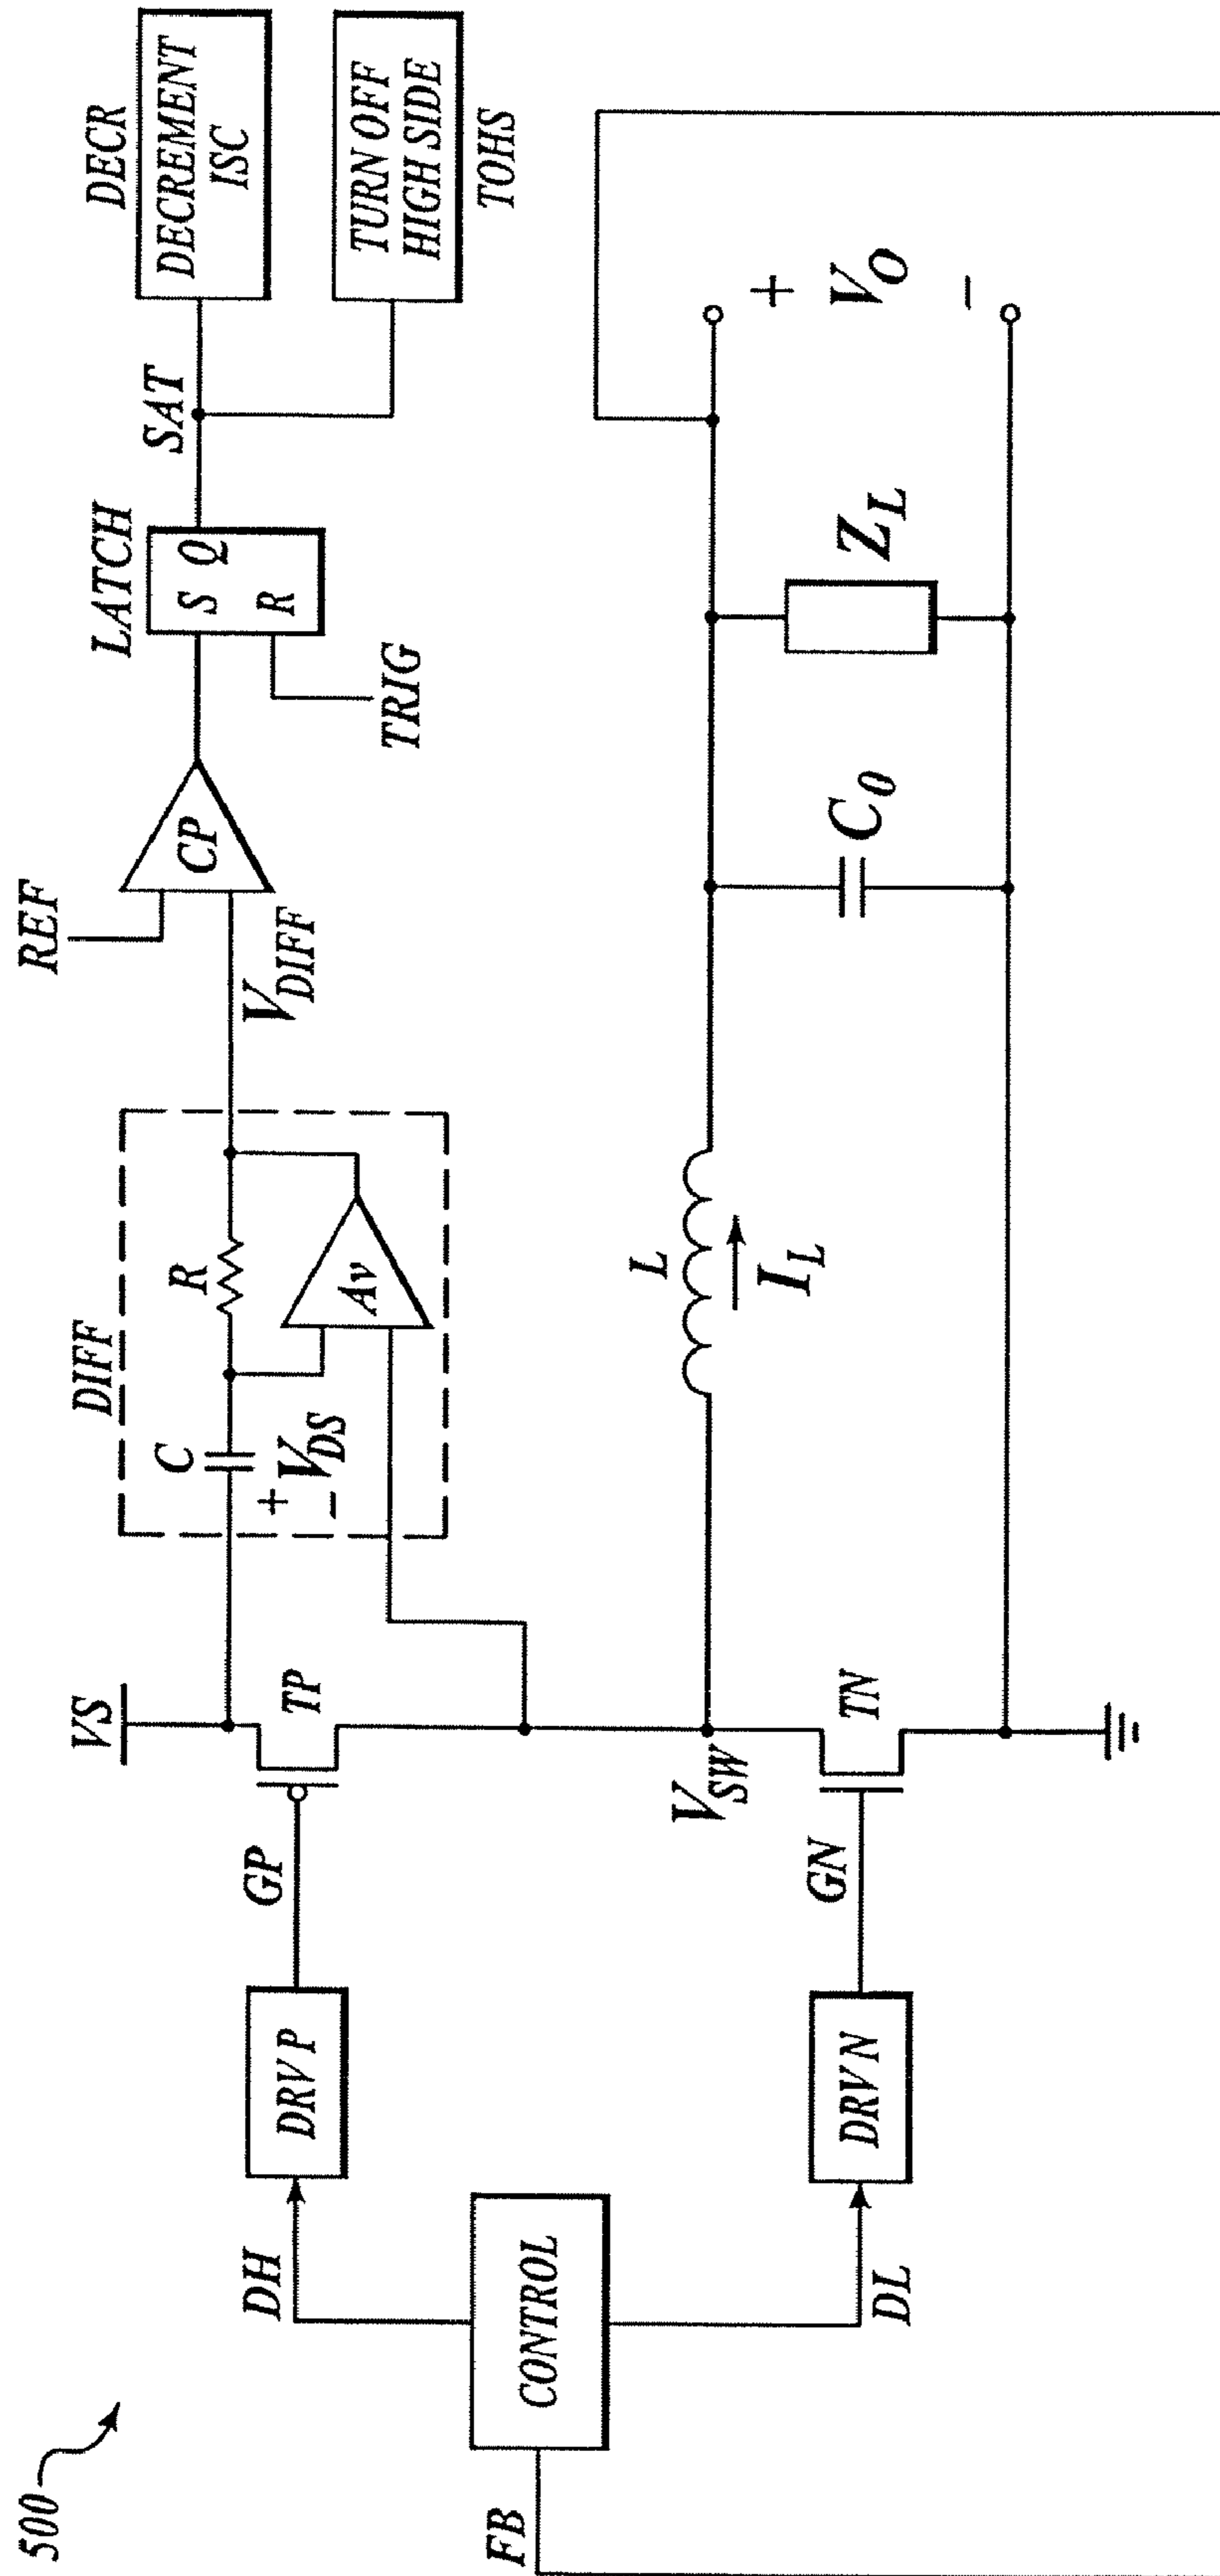 500
FB
CONTROL
DH
DL
DRV P
DRV N
GP
GN
VS
TP
TN
V_SW
DIFF
C
R
+
V_DS
-
Av
V_DIFF
REF
CP
LATCH
S Q
R
TRIG
SAT
DECR
DECREMENT
ISC
TURN OFF
HIGH SIDE
TOHS
L
I_L
C_0
Z_L
+
V_O
-